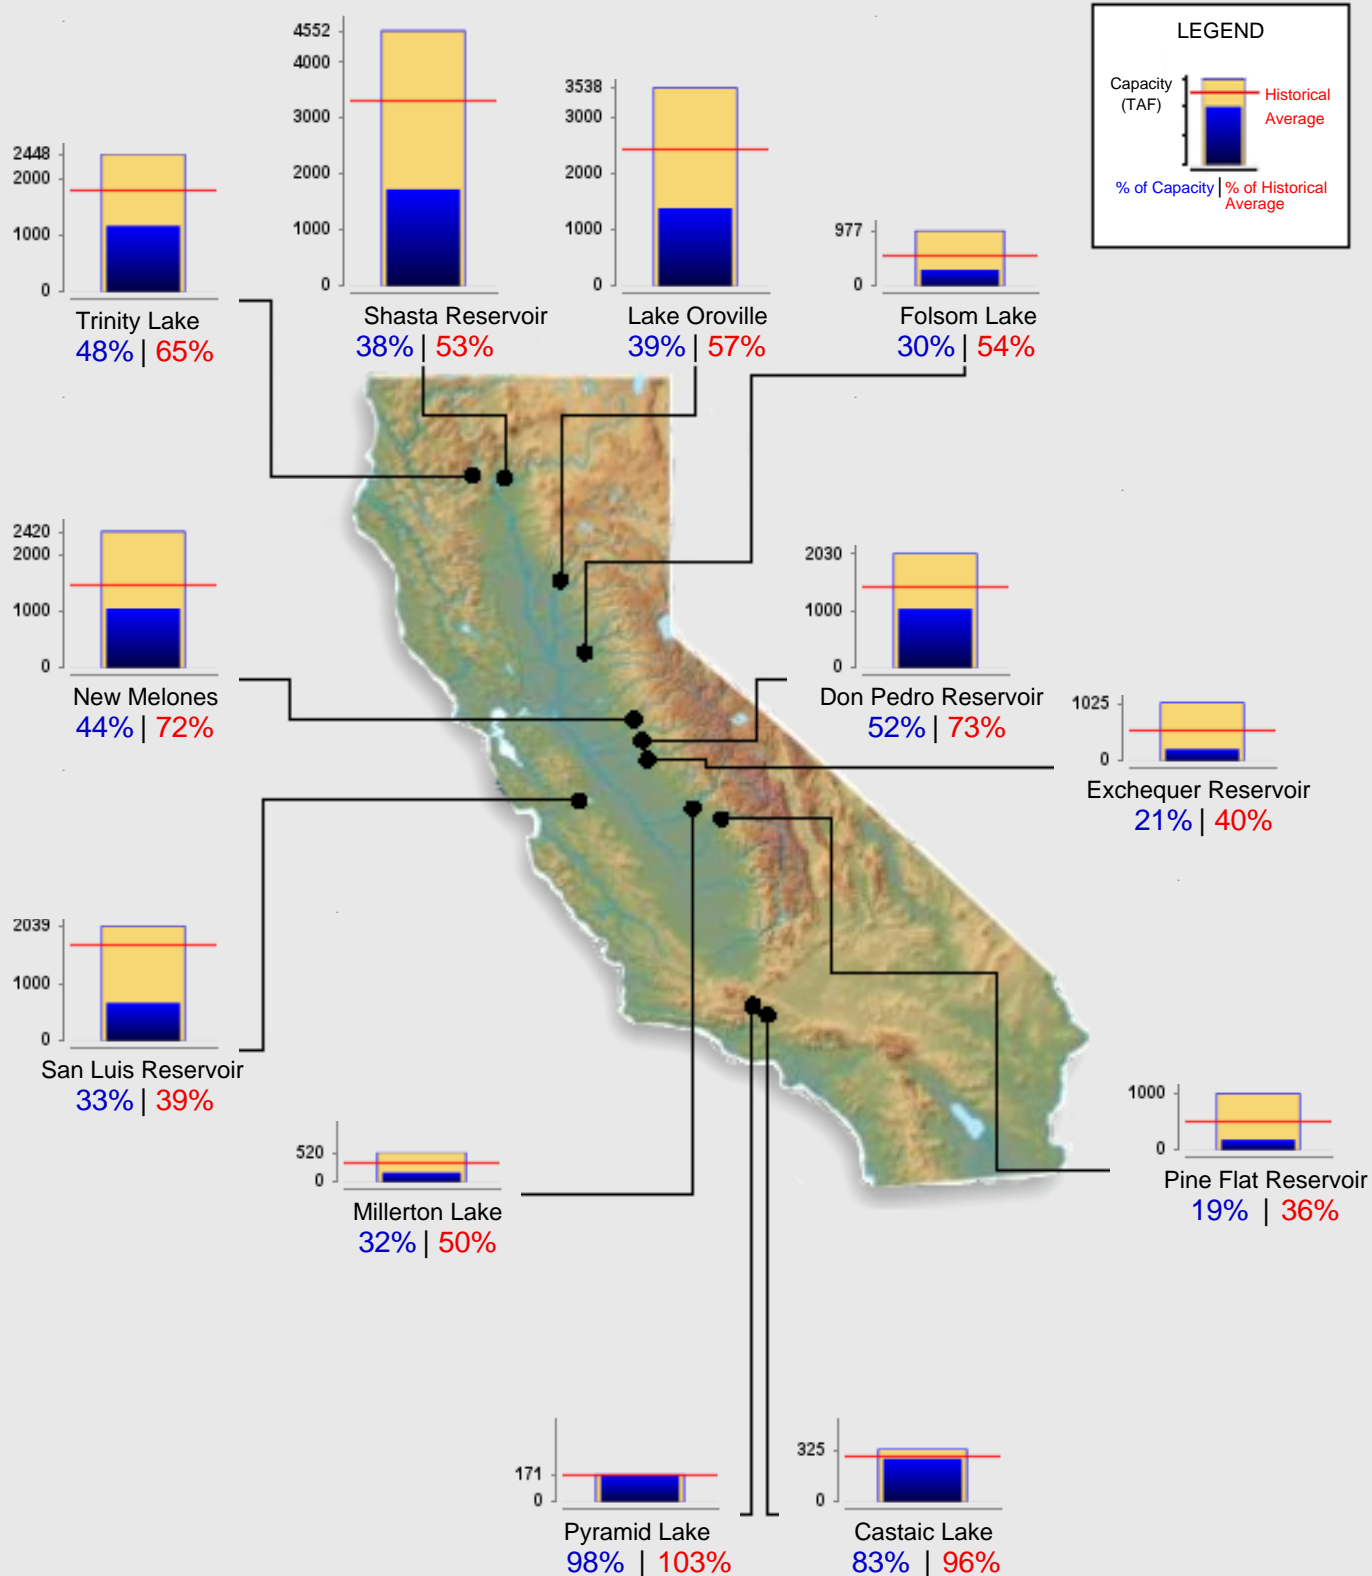 LEGEND
Capacity
(TAF)
Historical
Average
% of Capacity | % of Historical
Average
4552
4000
3000
2000
1000
0
Shasta Reservoir
38% | 53%
3538
3000
2000
1000
0
Lake Oroville
39% | 57%
2448
2000
1000
0
Trinity Lake
48% | 65%
977
0
Folsom Lake
30% | 54%
2420
2000
1000
0
New Melones
44% | 72%
2030
1000
0
Don Pedro Reservoir
52% | 73%
1025
0
Exchequer Reservoir
21% | 40%
2039
1000
0
San Luis Reservoir
33% | 39%
520
0
Millerton Lake
32% | 50%
1000
0
Pine Flat Reservoir
19% | 36%
171
0
Pyramid Lake
98% | 103%
325
0
Castaic Lake
83% | 96%